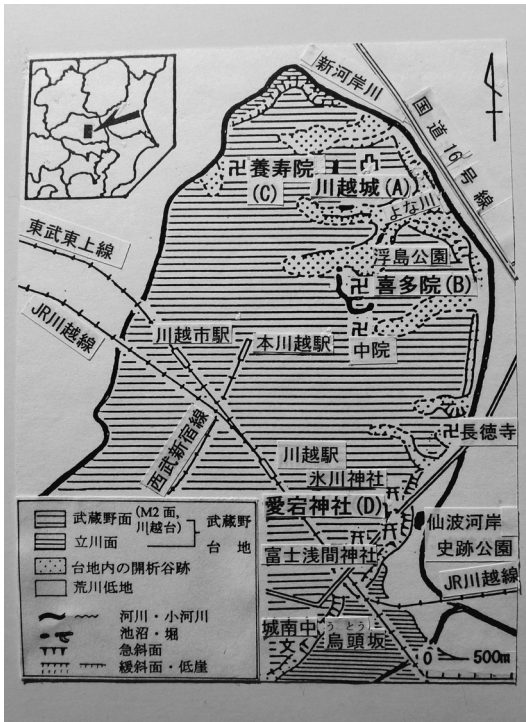 新河岸川
国道16号線
卍養寿院
(C)
川越城(A)
よな川
東武東上線
浮島公園
卍喜多院(B)
JR川越線
卍
中院
川越市駅
本川越駅
西武新宿線
卍長徳寺
川越駅
氷川神社
愛宕神社(D)
仙波河岸
史跡公園
富士浅間神社
JR川越線
城南中
文
うとう
烏頭坂
0 500m
武蔵野面(M2面,川越台)
立川面
武蔵野台地
台地内の開析谷跡
荒川低地
河川・小河川
池沼・堀
急斜面
緩斜面・低崖